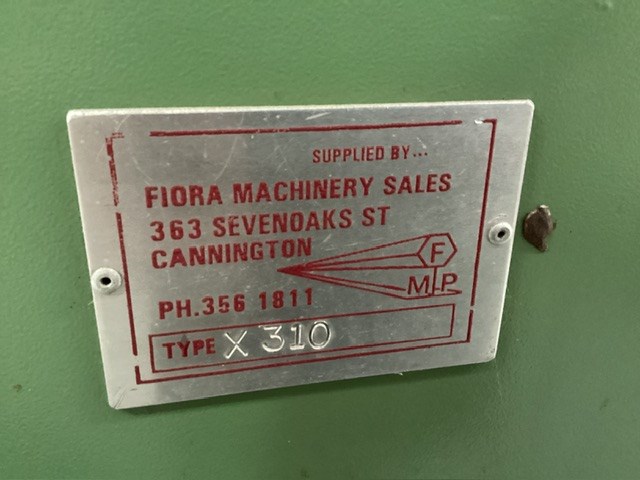 SUPPLIED BY...
FIORA MACHINERY SALES
363 SEVENOAKS ST
CANNINGTON
F
M P
PH.356 1811
TYPE X 310